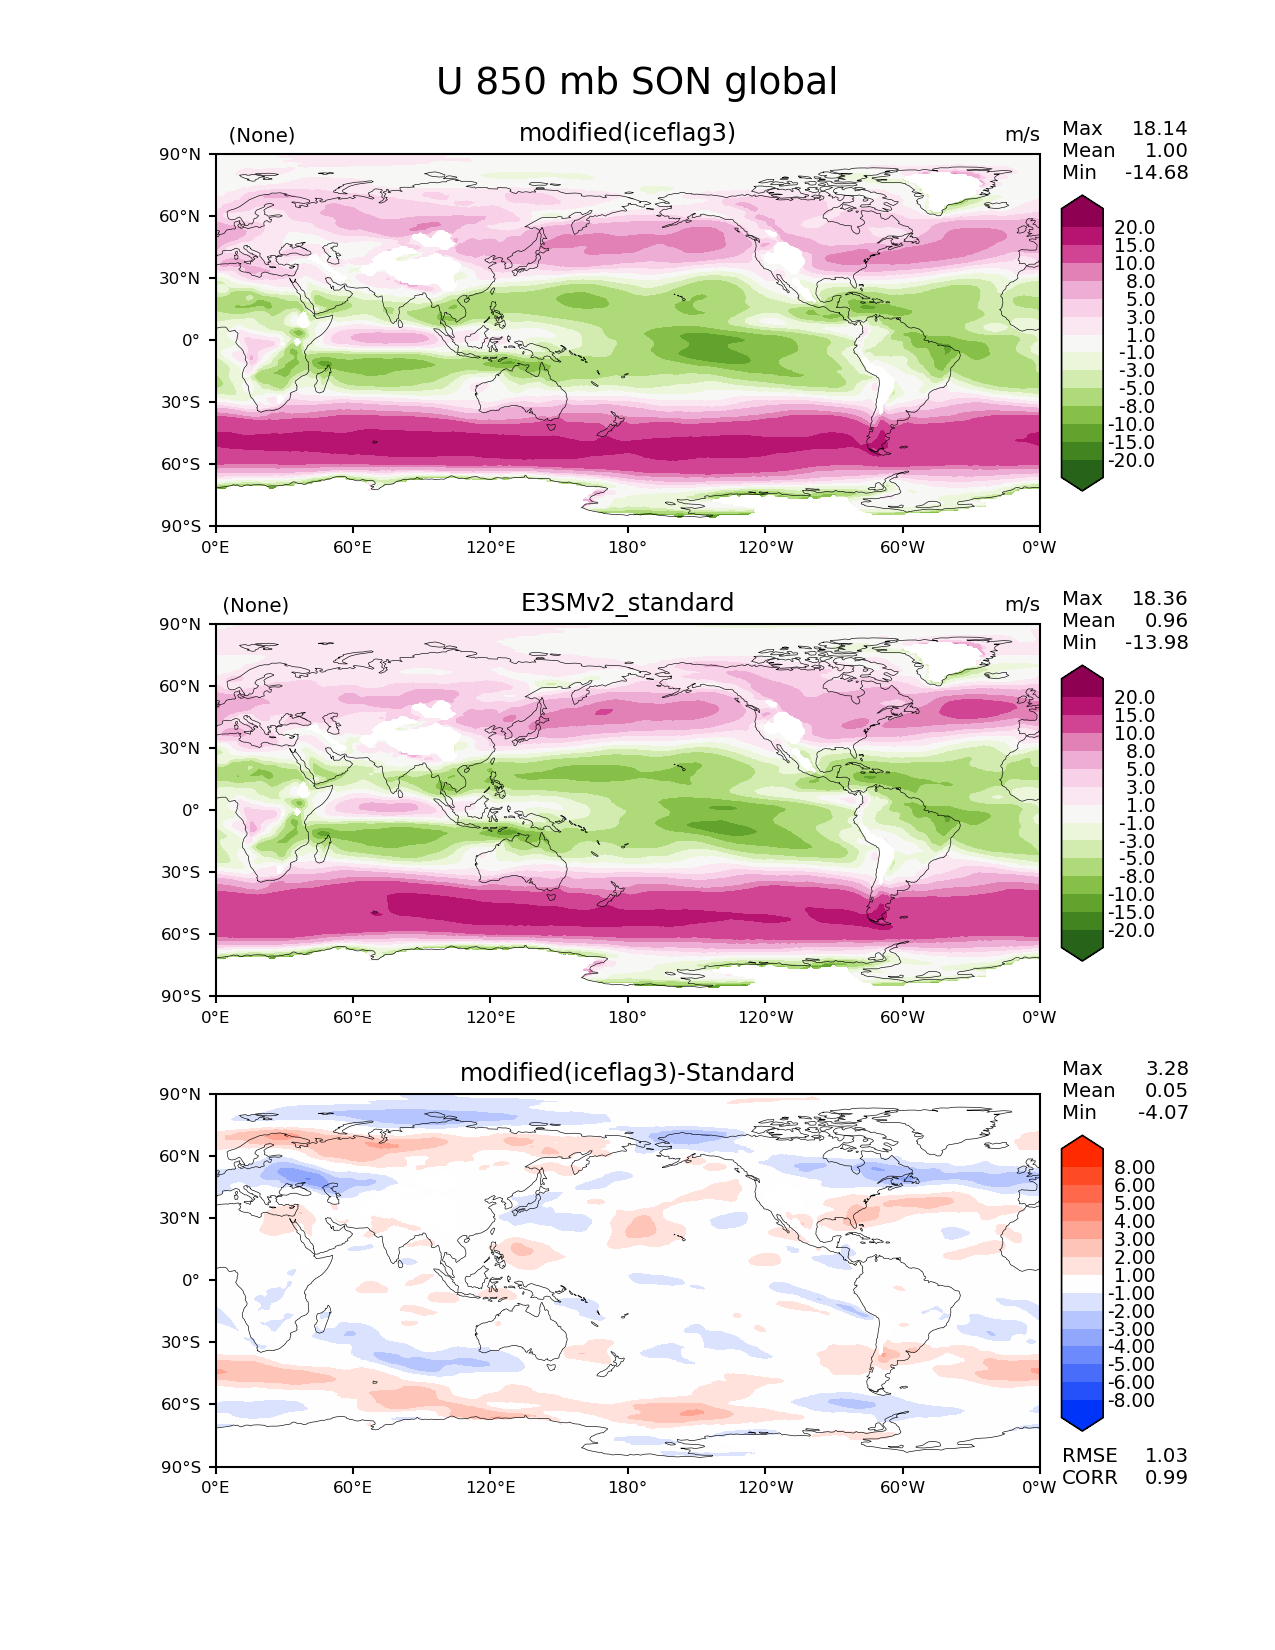 U 850 mb SON global
(None) modified(iceflag3) m/s
Max 18.14
Mean 1.00
Min -14.68
90°N
60°N
30°N
0°
30°S
60°S
90°S
0°E 60°E 120°E 180° 120°W 60°W 0°W
20.0
15.0
10.0
8.0
5.0
3.0
1.0
-1.0
-3.0
-5.0
-8.0
-10.0
-15.0
-20.0
(None) E3SMv2_standard m/s
Max 18.36
Mean 0.96
Min -13.98
90°N
60°N
30°N
0°
30°S
60°S
90°S
0°E 60°E 120°E 180° 120°W 60°W 0°W
20.0
15.0
10.0
8.0
5.0
3.0
1.0
-1.0
-3.0
-5.0
-8.0
-10.0
-15.0
-20.0
modified(iceflag3)-Standard
Max 3.28
Mean 0.05
Min -4.07
90°N
60°N
30°N
0°
30°S
60°S
90°S
0°E 60°E 120°E 180° 120°W 60°W 0°W
8.00
6.00
5.00
4.00
3.00
2.00
1.00
-1.00
-2.00
-3.00
-4.00
-5.00
-6.00
-8.00
RMSE 1.03
CORR 0.99